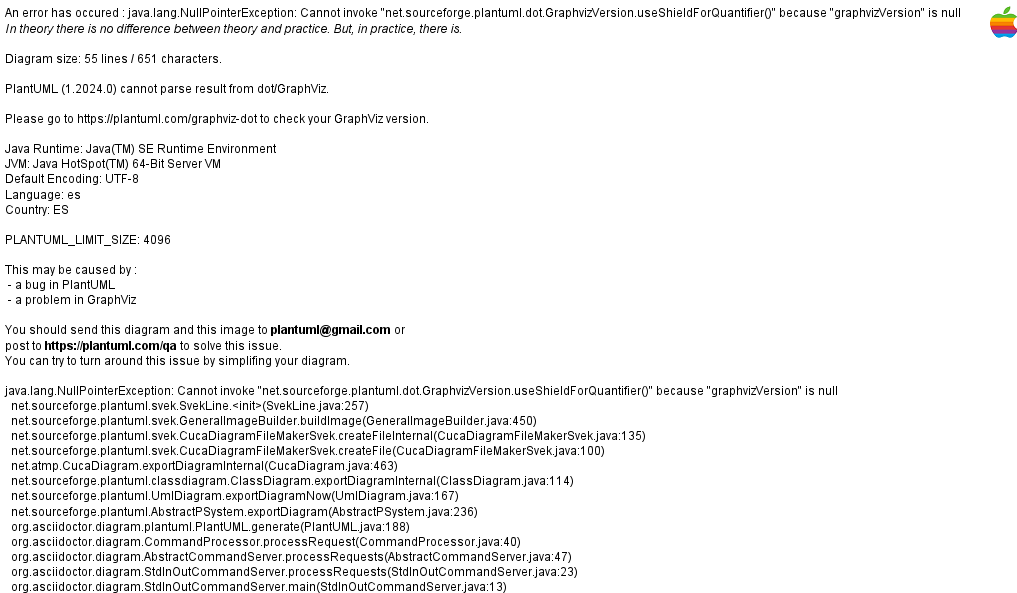 An error has occured : java.lang.NullPointerException: Cannot invoke "net.sourceforge.plantuml.dot.GraphvizVersion.useShieldForQuantifier()" because "graphvizVersion" is null
In theory there is no difference between theory and practice. But, in practice, there is.
Diagram size: 55 lines / 651 characters.
PlantUML (1.2024.0) cannot parse result from dot/GraphViz.
Please go to https://plantuml.com/graphviz-dot to check your GraphViz version.
Java Runtime: Java(TM) SE Runtime Environment
JVM: Java HotSpot(TM) 64-Bit Server VM
Default Encoding: UTF-8
Language: es
Country: ES
PLANTUML_LIMIT_SIZE: 4096
This may be caused by :
- a bug in PlantUML
- a problem in GraphViz
You should send this diagram and this image to plantuml@gmail.com or
post to https://plantuml.com/qa to solve this issue.
You can try to turn around this issue by simplifing your diagram.
java.lang.NullPointerException: Cannot invoke "net.sourceforge.plantuml.dot.GraphvizVersion.useShieldForQuantifier()" because "graphvizVersion" is null
net.sourceforge.plantuml.svek.SvekLine.<init>(SvekLine.java:257)
net.sourceforge.plantuml.svek.GeneralImageBuilder.buildImage(GeneralImageBuilder.java:450)
net.sourceforge.plantuml.svek.CucaDiagramFileMakerSvek.createFileInternal(CucaDiagramFileMakerSvek.java:135)
net.sourceforge.plantuml.svek.CucaDiagramFileMakerSvek.createFile(CucaDiagramFileMakerSvek.java:100)
net.atmp.CucaDiagram.exportDiagramInternal(CucaDiagram.java:463)
net.sourceforge.plantuml.classdiagram.ClassDiagram.exportDiagramInternal(ClassDiagram.java:114)
net.sourceforge.plantuml.UmlDiagram.exportDiagramNow(UmlDiagram.java:167)
net.sourceforge.plantuml.AbstractPSystem.exportDiagram(AbstractPSystem.java:236)
org.asciidoctor.diagram.plantuml.PlantUML.generate(PlantUML.java:188)
org.asciidoctor.diagram.CommandProcessor.processRequest(CommandProcessor.java:40)
org.asciidoctor.diagram.AbstractCommandServer.processRequests(AbstractCommandServer.java:47)
org.asciidoctor.diagram.StdInOutCommandServer.processRequests(StdInOutCommandServer.java:23)
org.asciidoctor.diagram.StdInOutCommandServer.main(StdInOutCommandServer.java:13)